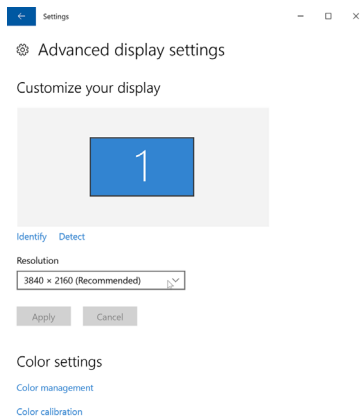 Settings
Advanced display settings
Customize your display
1
Identify Detect
Resolution
3840 × 2160 (Recommended)
Apply Cancel
Color settings
Color management
Color calibration